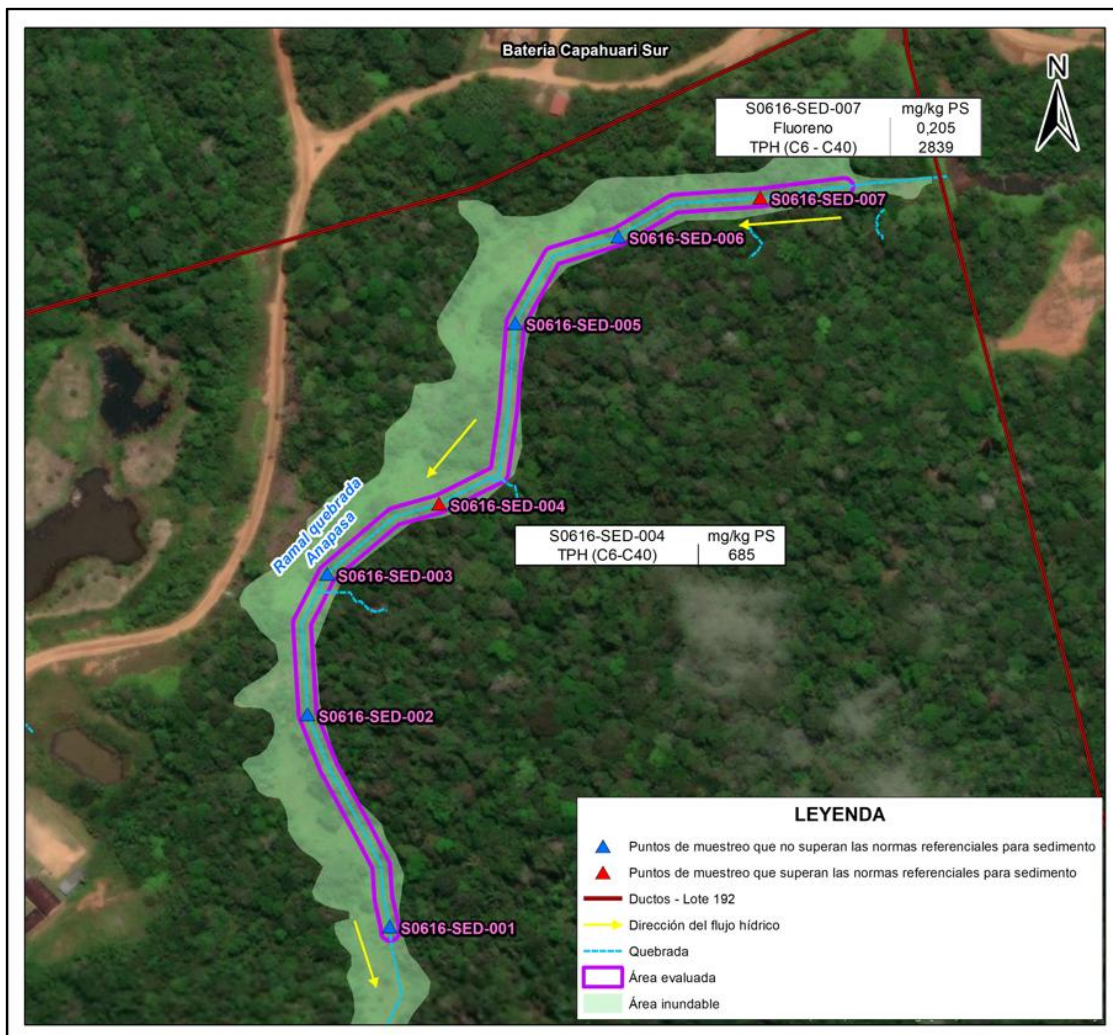 Batería Capahuari Sur
N
S0616-SED-007 mg/kg PS
Fluoreno 0,205
TPH (C6 - C40) 2839
S0616-SED-007
S0616-SED-006
S0616-SED-005
S0616-SED-004
Ramal quebrada
Anapasa
S0616-SED-004 mg/kg PS
TPH (C6-C40) 685
S0616-SED-003
S0616-SED-002
S0616-SED-001
LEYENDA
Puntos de muestreo que no superan las normas referenciales para sedimento
Puntos de muestreo que superan las normas referenciales para sedimento
Ductos - Lote 192
Dirección del flujo hídrico
Quebrada
Área evaluada
Área inundable